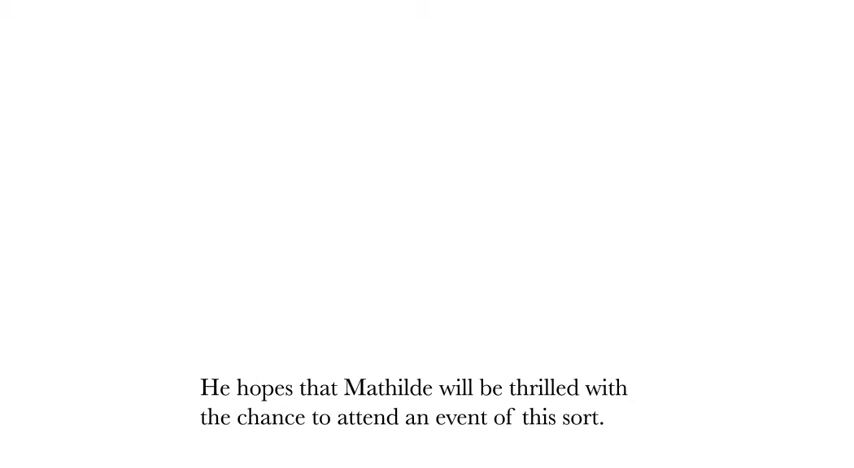 He hopes that Mathilde will be thrilled with
the chance to attend an event of this sort.